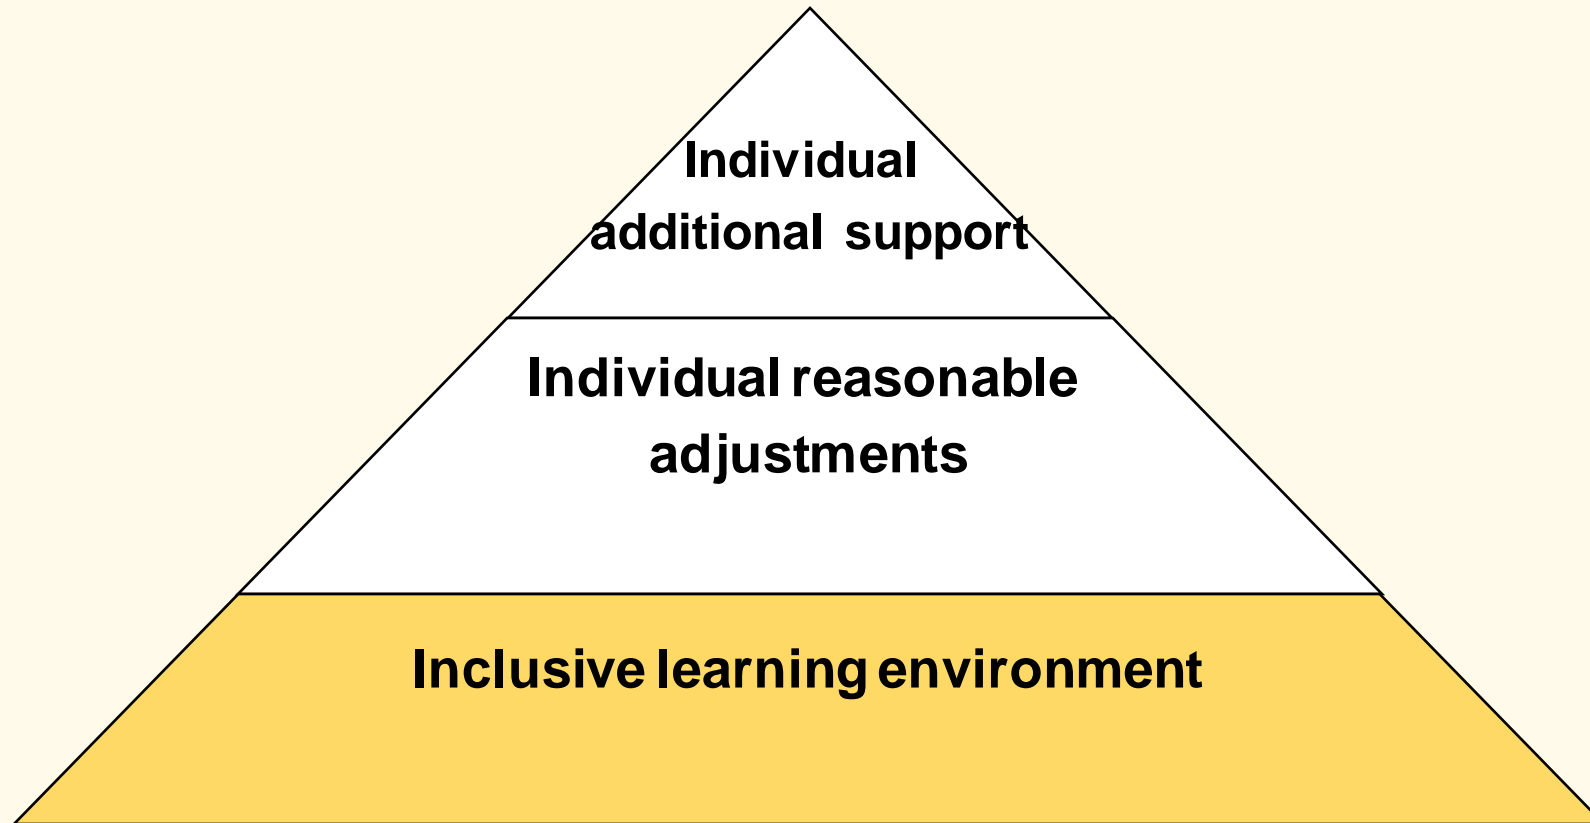 Individual
additional support
Individual reasonable
adjustments
Inclusive learning environment